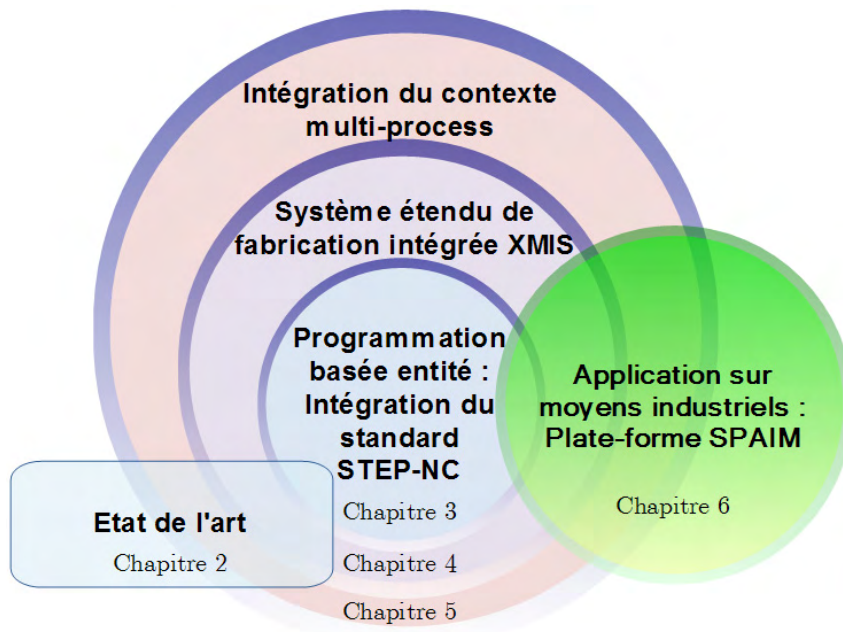 Intégration du contexte
multi-process
Système étendu de
fabrication intégrée XMIS
Programmation
basée entité :
Intégration du
standard
STEP-NC
Chapitre 3
Chapitre 4
Chapitre 5
Application sur
moyens industriels :
Plate-forme SPAIM
Chapitre 6
Etat de l'art
Chapitre 2